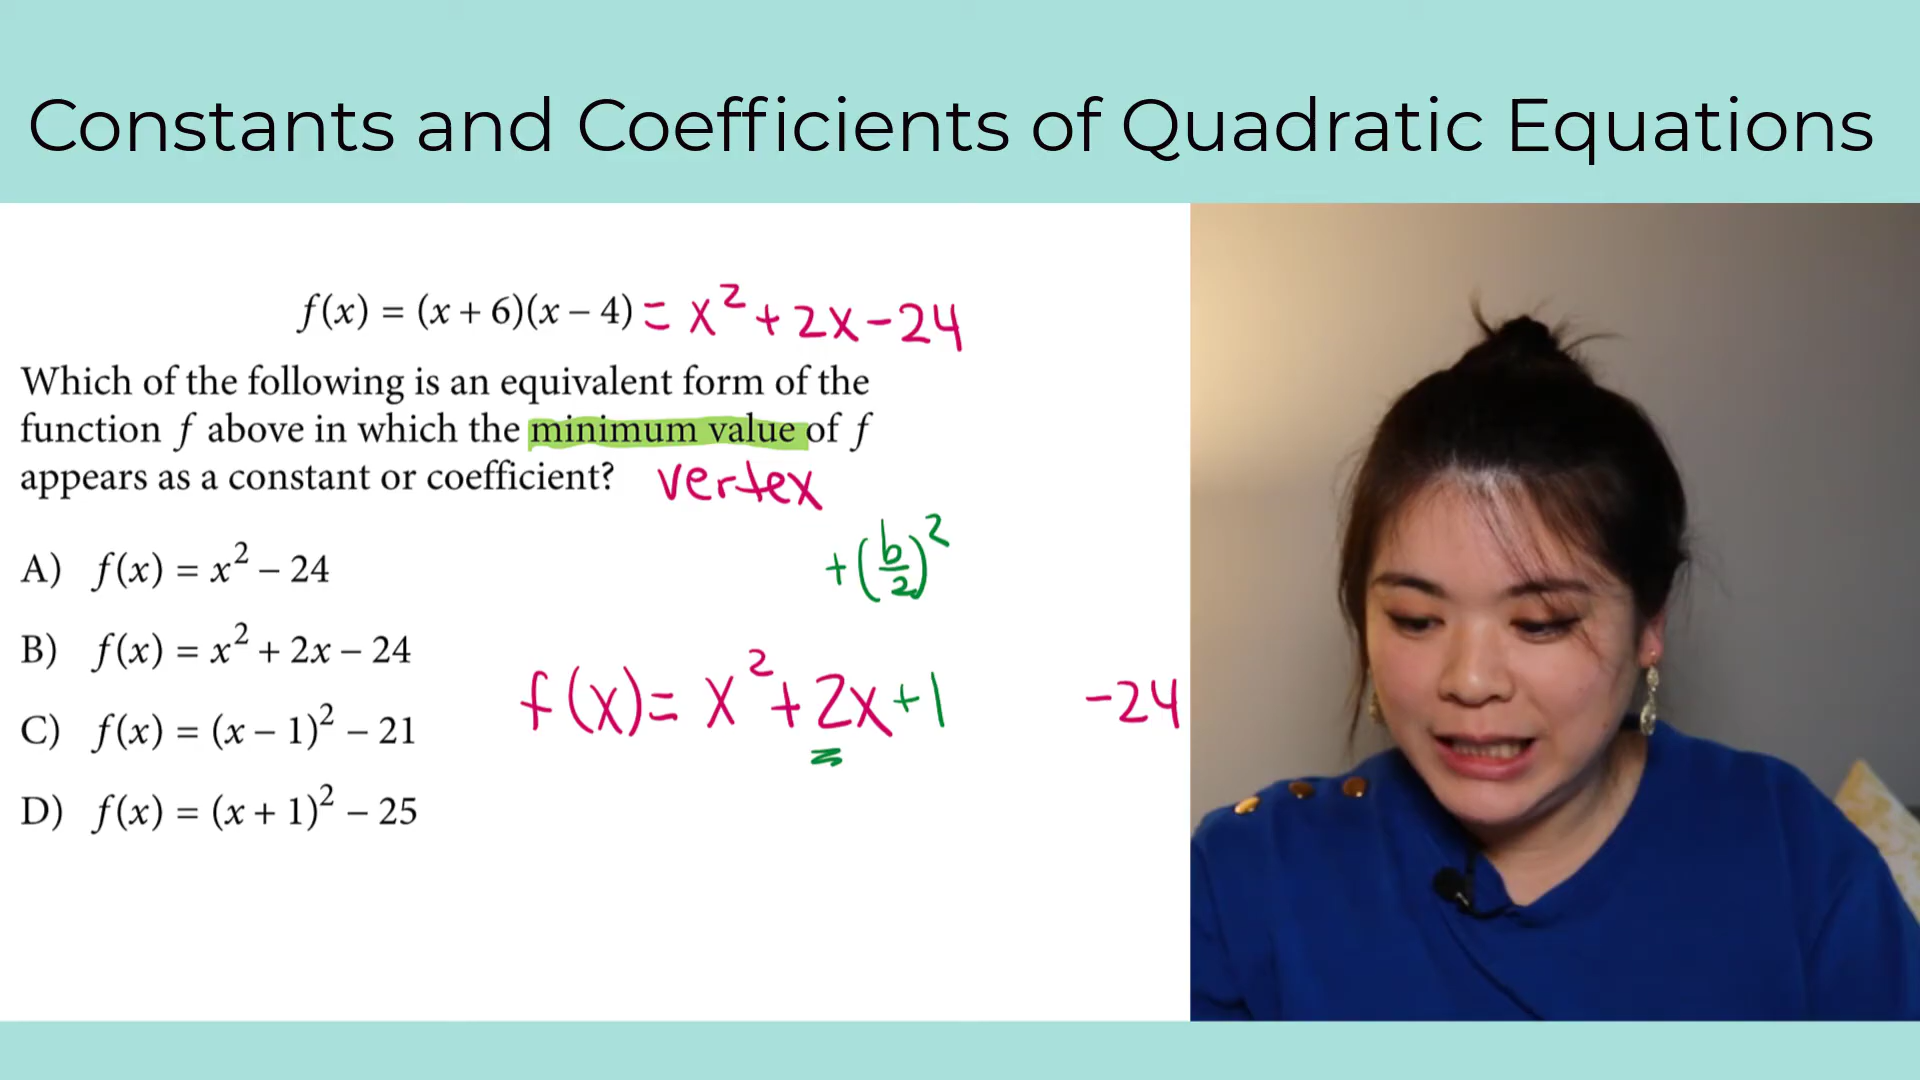 Constants and Coefficients of Quadratic Equations
f(x) = (x + 6)(x – 4) = x² + 2x - 24
Which of the following is an equivalent form of the
function f above in which the minimum value of f
appears as a constant or coefficient? vertex
+(b/2)²
A) f(x) = x² – 24
B) f(x) = x² + 2x – 24
f(x) = x² + 2x + 1 -24
C) f(x) = (x – 1)² – 21
D) f(x) = (x + 1)² – 25